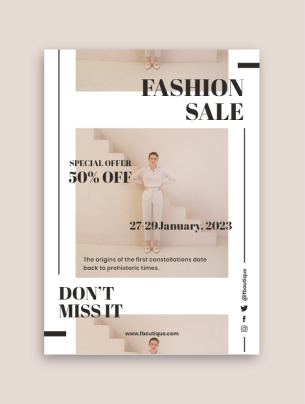 FASHION
SALE
SPECIAL OFFER
50% OFF
27-29January, 2023
The origins of the first constellations date
back to prehistoric times.
DON'T
MISS IT
@fboutique
www.fboutique.com